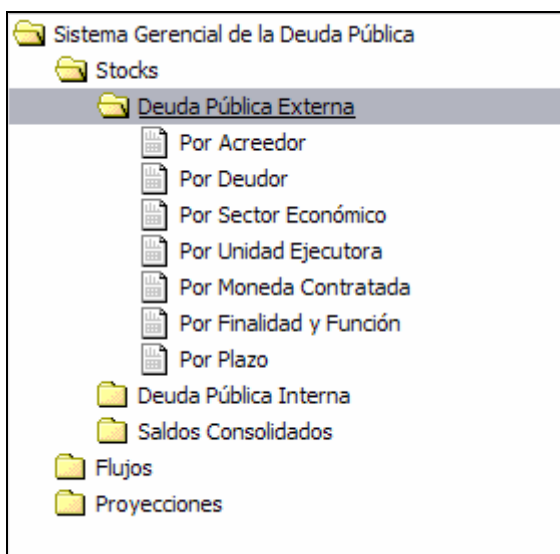 Sistema Gerencial de la Deuda Pública
Stocks
Deuda Pública Externa
Por Acreedor
Por Deudor
Por Sector Económico
Por Unidad Ejecutora
Por Moneda Contratada
Por Finalidad y Función
Por Plazo
Deuda Pública Interna
Saldos Consolidados
Flujos
Proyecciones